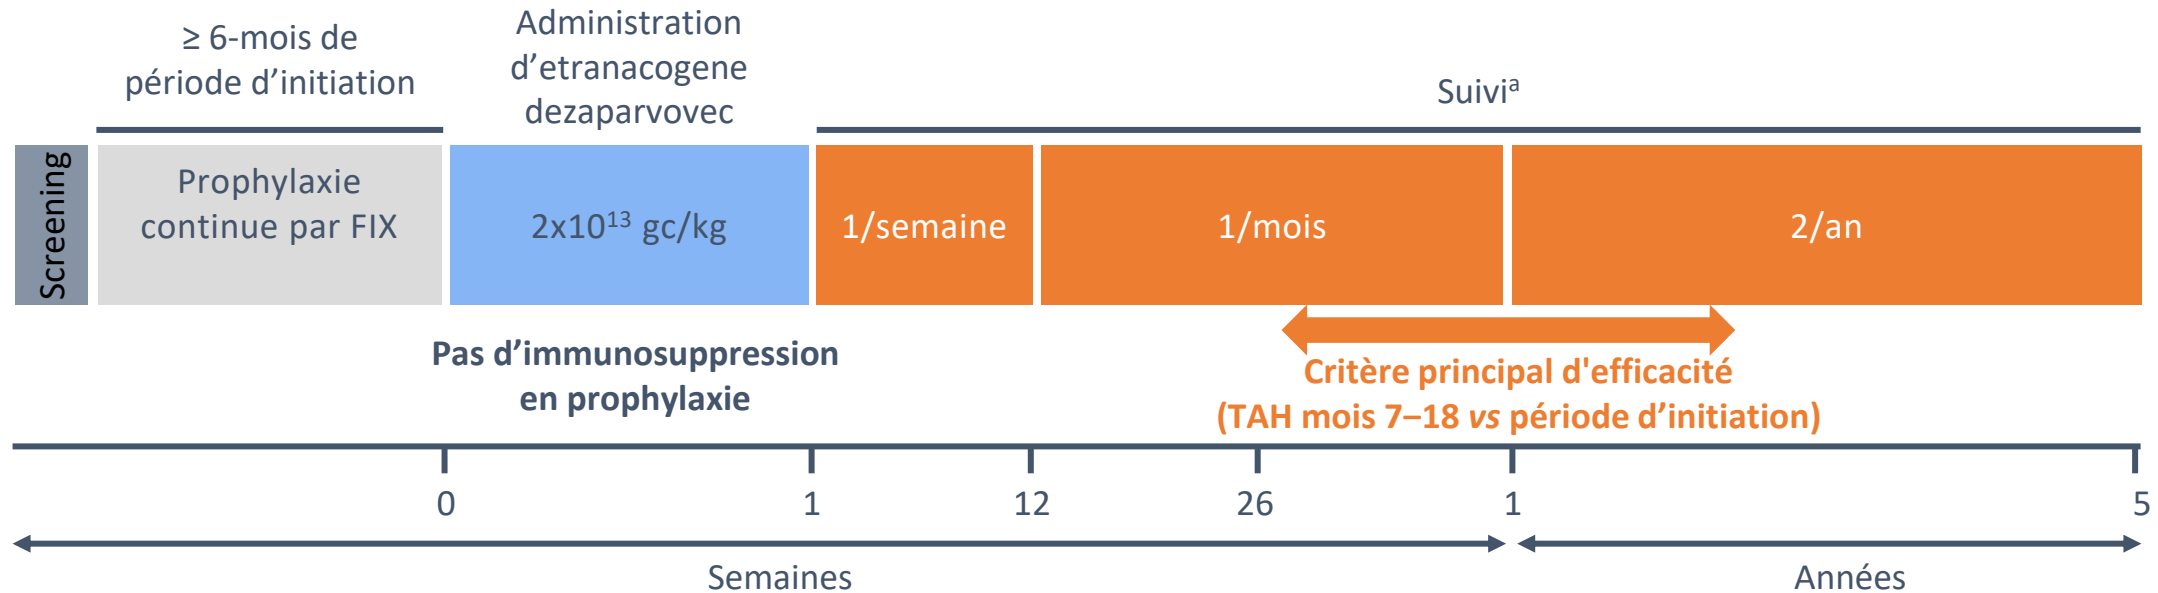 ≥ 6-mois de
période d’initiation
Administration
d’etranacogene
dezaparvovec
Suiviᵃ
Screening
Prophylaxie
continue par FIX
2x10¹³ gc/kg
1/semaine
1/mois
2/an
Pas d’immunosuppression
en prophylaxie
Critère principal d'efficacité
(TAH mois 7–18 vs période d’initiation)
0
1
12
26
1
5
Semaines
Années